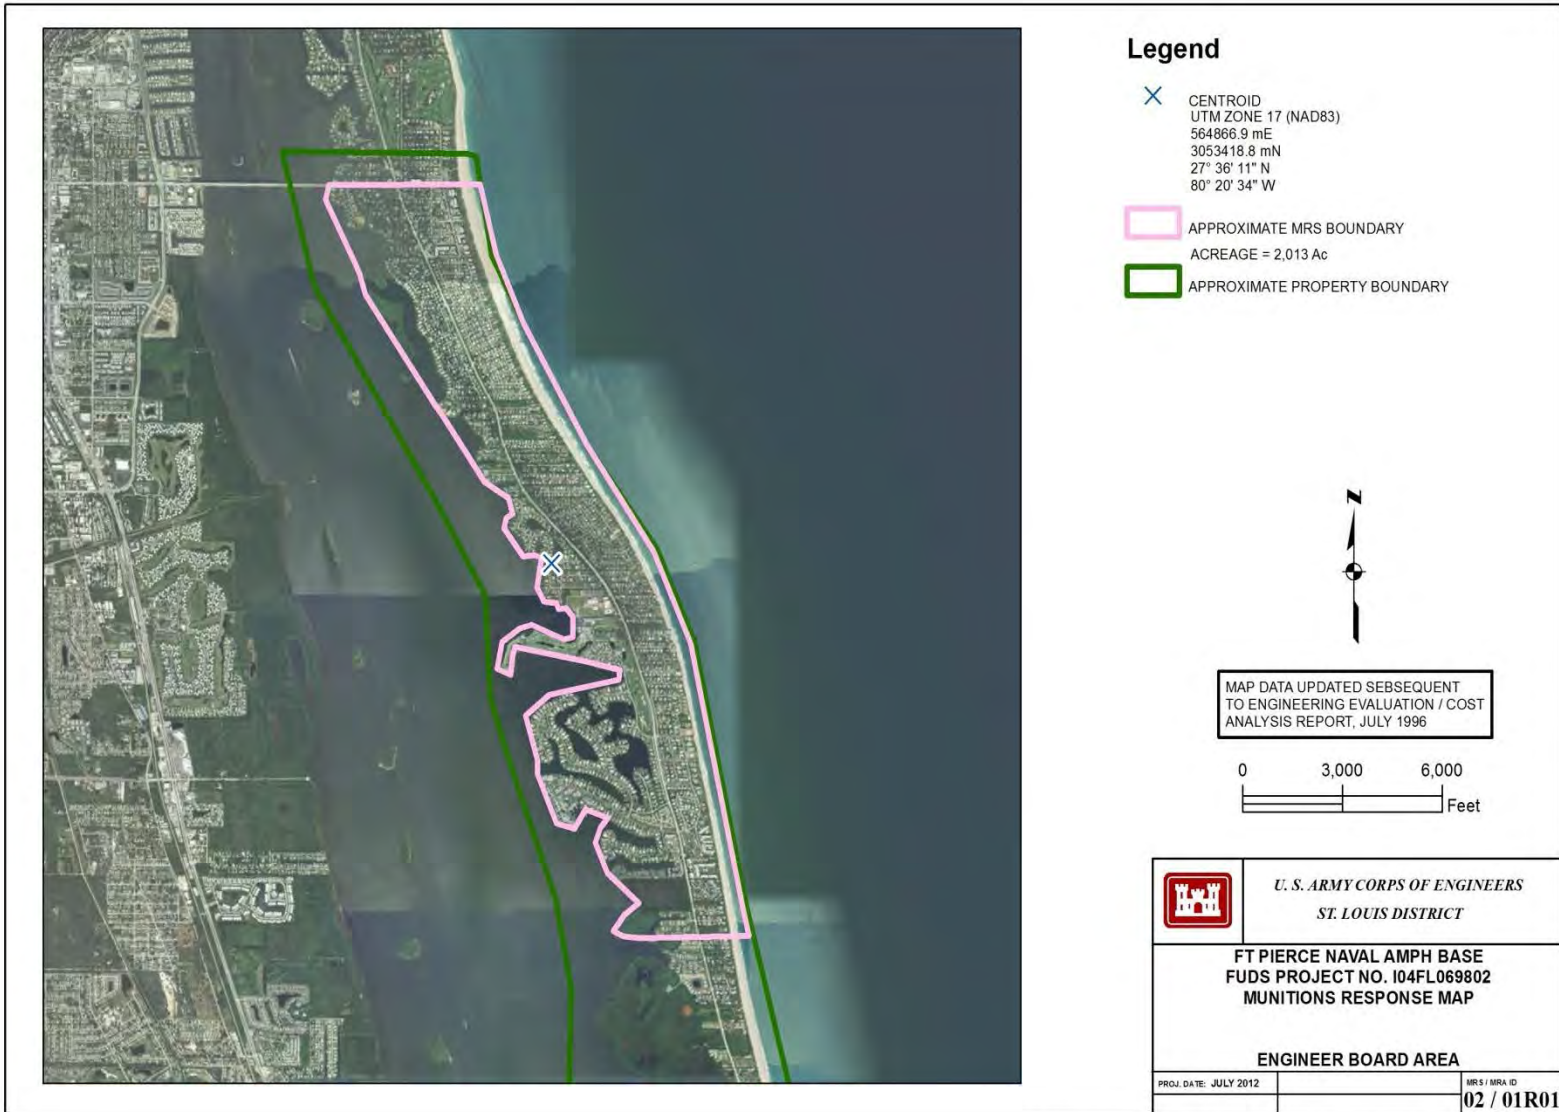 Legend
CENTROID
UTM ZONE 17 (NAD83)
564866.9 mE
3053418.8 mN
27° 36' 11" N
80° 20' 34" W
APPROXIMATE MRS BOUNDARY
ACREAGE = 2,013 Ac
APPROXIMATE PROPERTY BOUNDARY
N
MAP DATA UPDATED SEBSEQUENT
TO ENGINEERING EVALUATION / COST
ANALYSIS REPORT, JULY 1996
0 3,000 6,000
Feet
U. S. ARMY CORPS OF ENGINEERS
ST. LOUIS DISTRICT
FT PIERCE NAVAL AMPH BASE
FUDS PROJECT NO. I04FL069802
MUNITIONS RESPONSE MAP
ENGINEER BOARD AREA
PROJ. DATE: JULY 2012
MRS / MRA ID
02 / 01R01